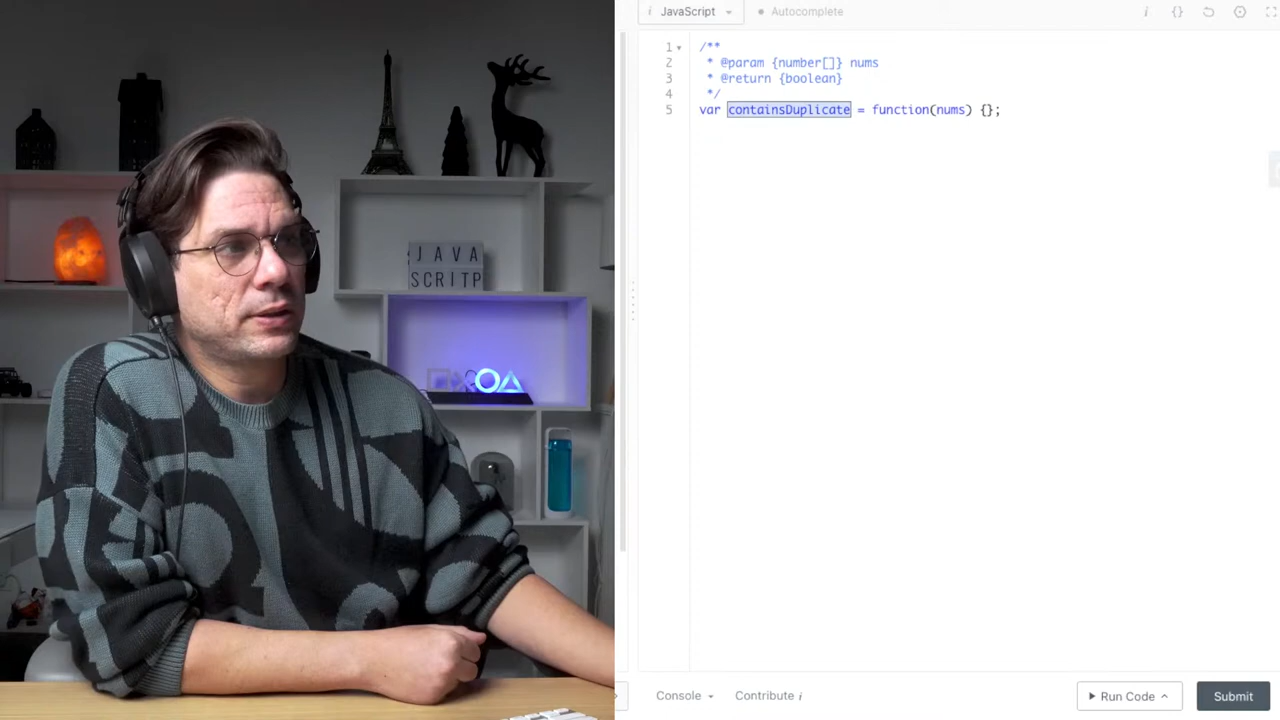 JAVA
SCRITP
i JavaScript
Autocomplete
i {}
1 /**
2 * @param {number[]} nums
3 * @return {boolean}
4 */
5 var containsDuplicate = function(nums) {};
Console
Contribute i
Run Code
Submit